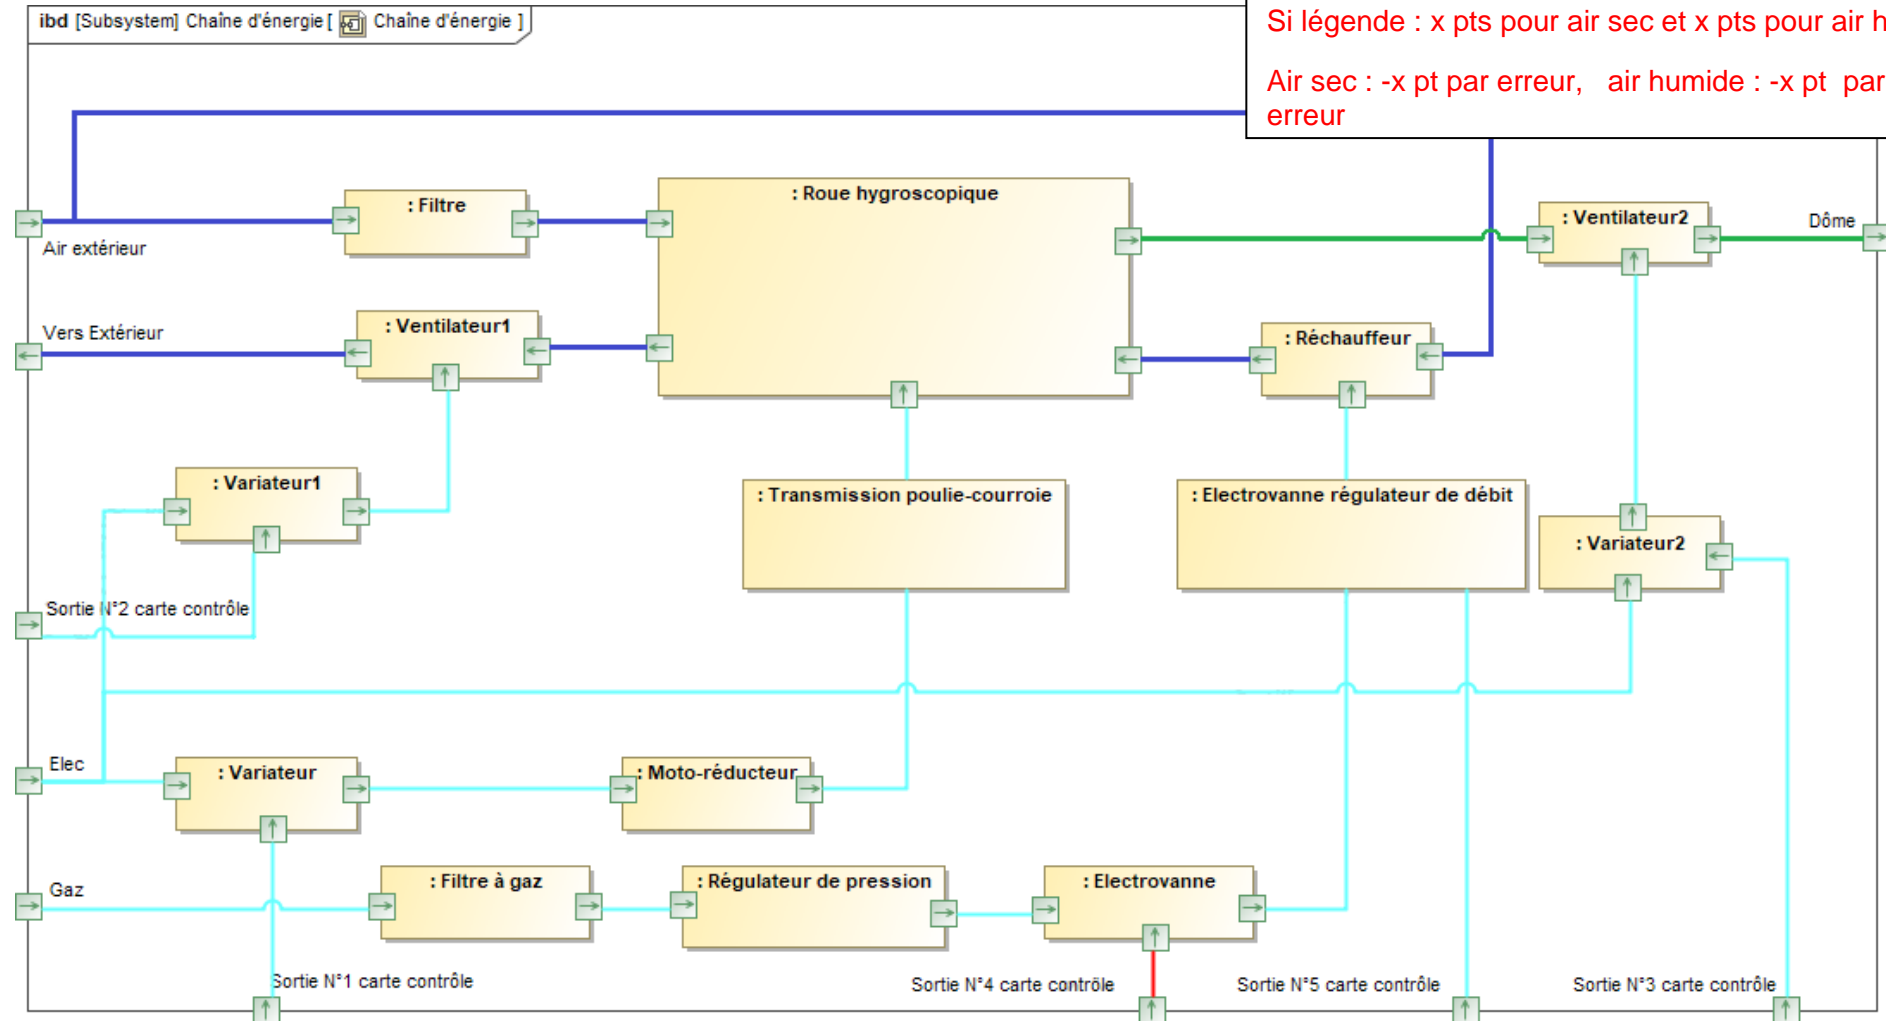 ibd [Subsystem] Chaîne d'énergie [ Chaîne d'énergie ]
Si légende : x pts pour air sec et x pts pour air h
Air sec : -x pt par erreur, air humide : -x pt par
erreur
: Filtre
: Roue hygroscopique
: Ventilateur2
Dôme
Air extérieur
Vers Extérieur
: Ventilateur1
: Réchauffeur
: Variateur1
: Transmission poulie-courroie
: Electrovanne régulateur de débit
: Variateur2
Sortie N°2 carte contrôle
Elec
: Variateur
: Moto-réducteur
Gaz
: Filtre à gaz
: Régulateur de pression
: Electrovanne
Sortie N°1 carte contrôle
Sortie N°4 carte contrôle
Sortie N°5 carte contrôle
Sortie N°3 carte contrôle